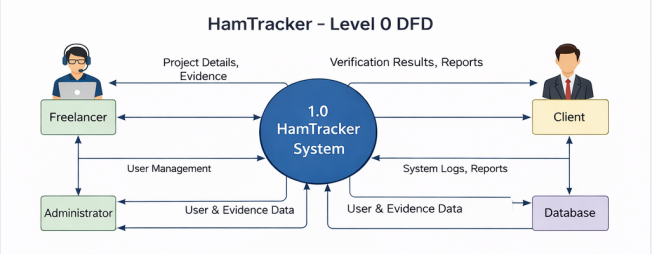 HamTracker – Level 0 DFD
Project Details,
Evidence
Verification Results, Reports
Freelancer
1.0
HamTracker
System
Client
User Management
System Logs, Reports
Administrator
User & Evidence Data
User & Evidence Data
Database